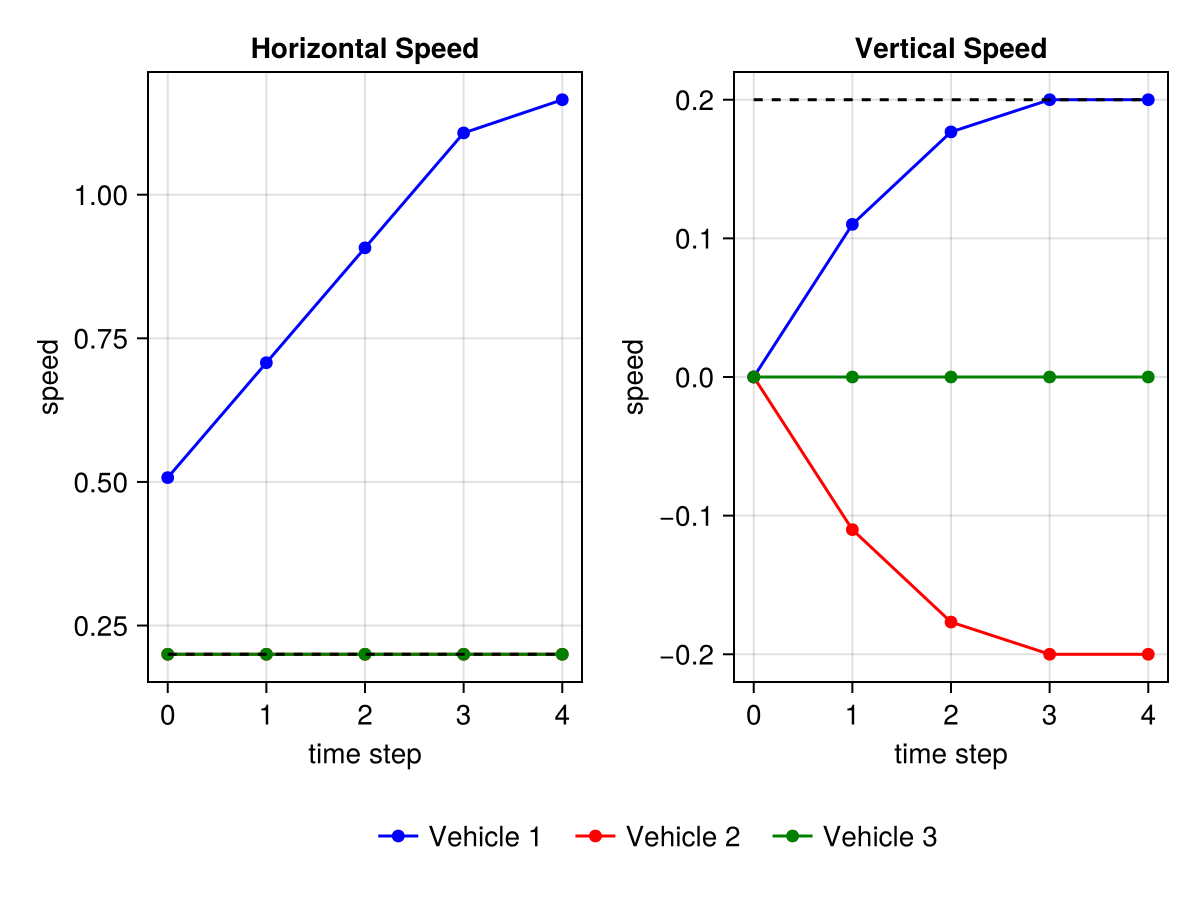 Horizontal Speed
speed
1.00
0.75
0.50
0.25
0 1 2 3 4
time step
Vertical Speed
speed
0.2
0.1
0.0
−0.1
−0.2
0 1 2 3 4
time step
Vehicle 1 Vehicle 2 Vehicle 3